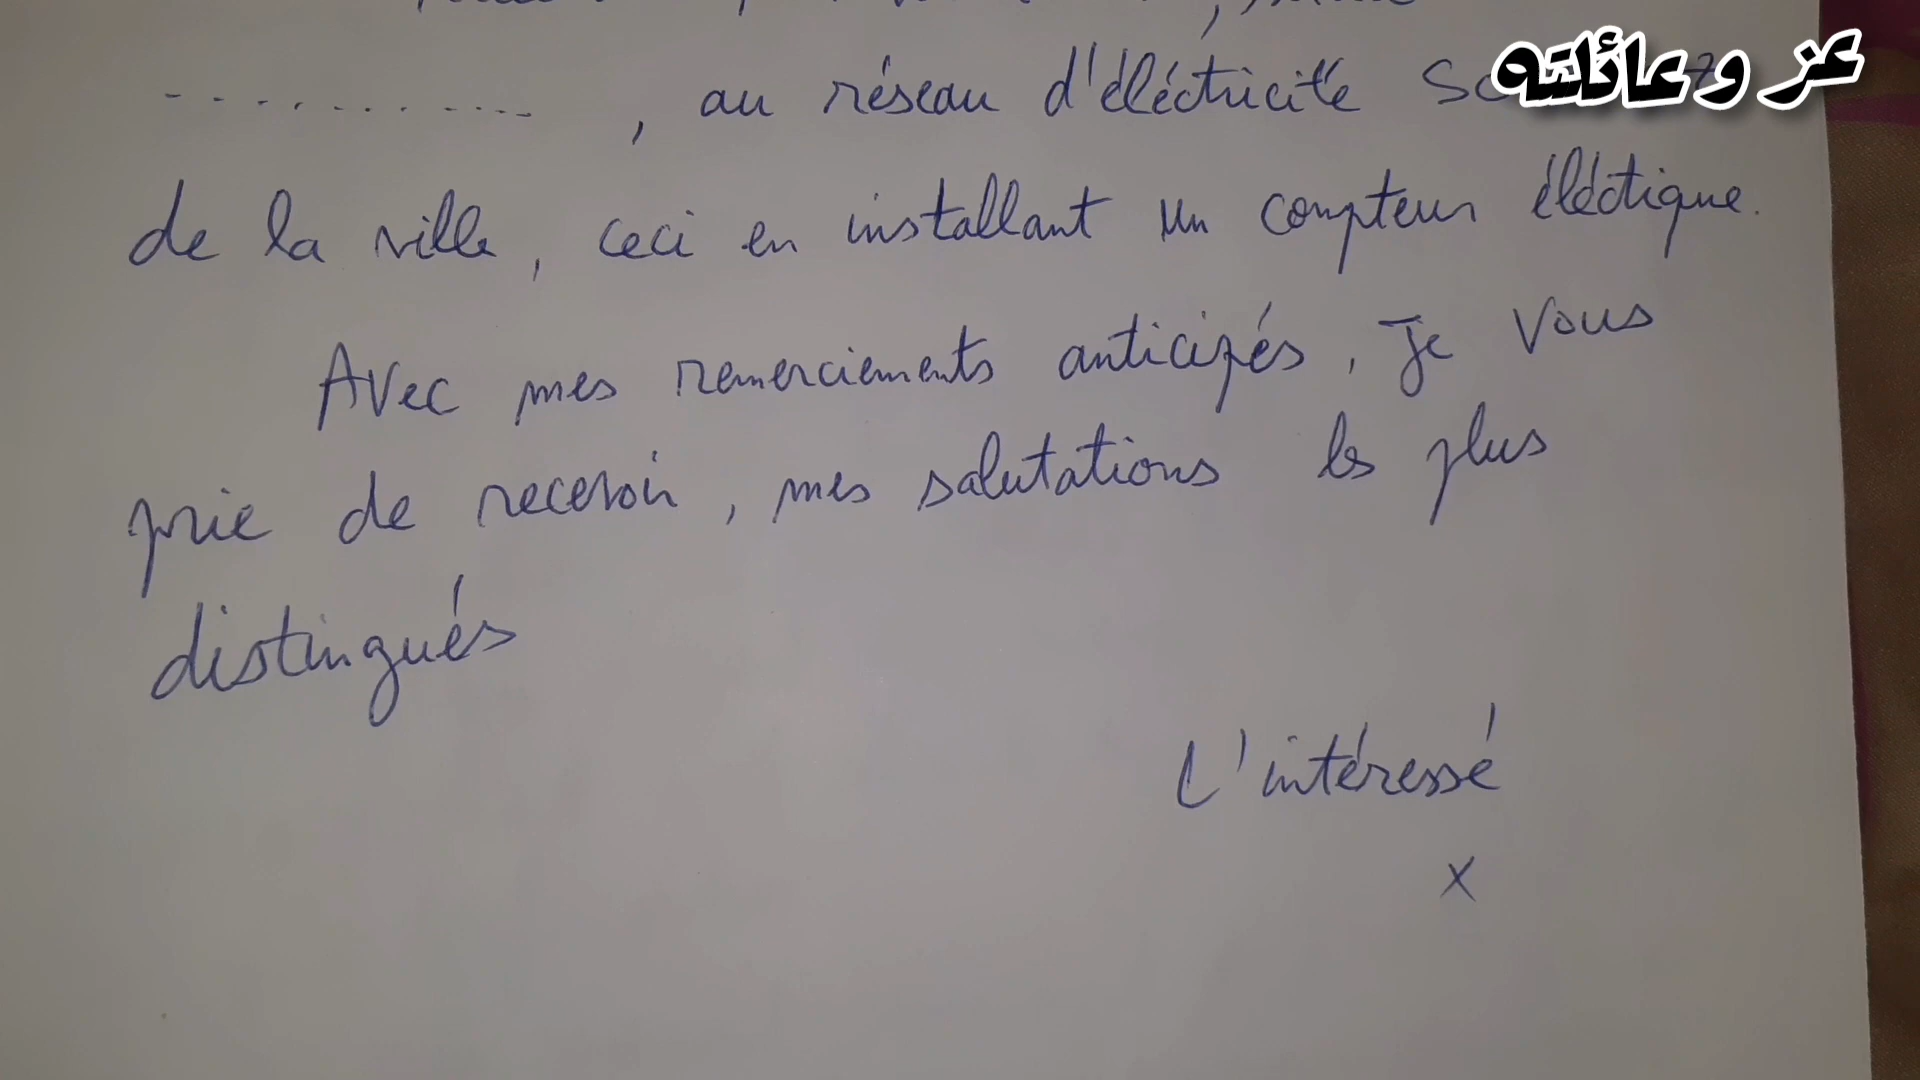 عز وعائلته
- - - - - - - - - - - - , au réseau d'éléctricité
de la ville, ceci en installant un compteur éléctique.
Avec mes remerciements anticipés, Je vous
prie de recevoir, mes salutations les plus
distingués
L'intéressé
x